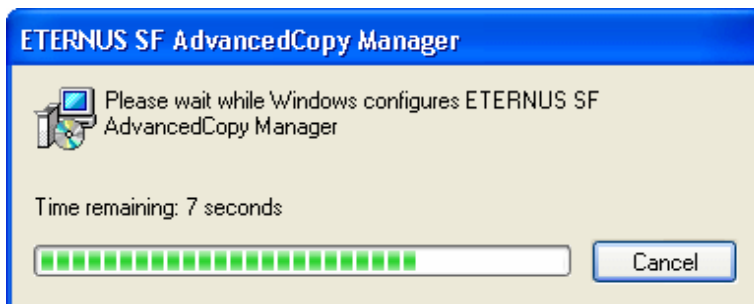 ETERNUS SF AdvancedCopy Manager
Please wait while Windows configures ETERNUS SF
AdvancedCopy Manager
Time remaining: 7 seconds
Cancel